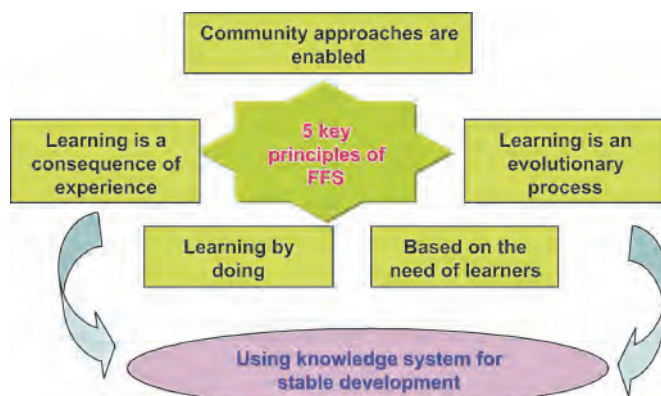 Community approaches are
enabled
Learning is a
consequence of
experience
5 key
principles of
FFS
Learning is an
evolutionary
process
Learning by
doing
Based on the
need of learners
Using knowledge system for
stable development